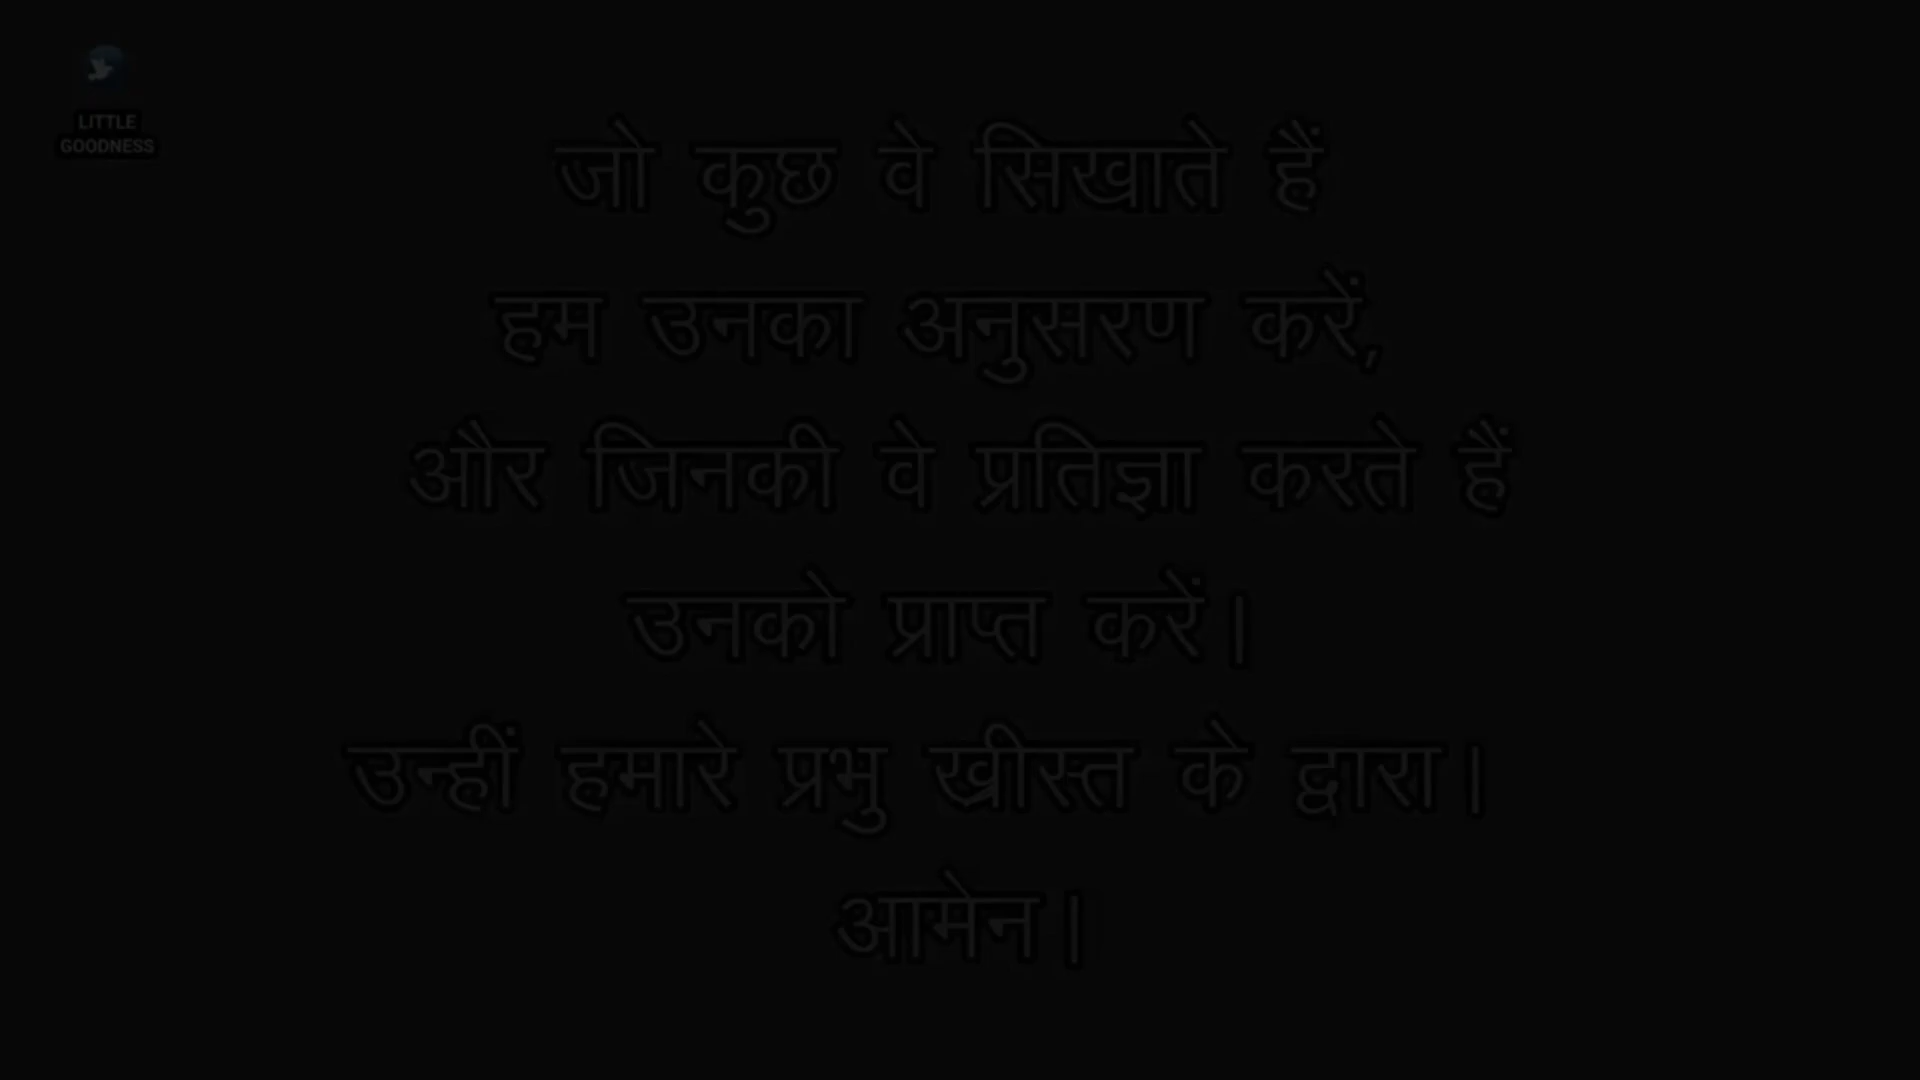 LITTLE
GOODNESS
जो कुछ वे सिखाते हैं
हम उनका अनुसरण करें,
और जिनकी वे प्रतिज्ञा करते हैं
उनको प्राप्त करें।
उन्हीं हमारे प्रभु ख्रीस्त के द्वारा।
आमेन।